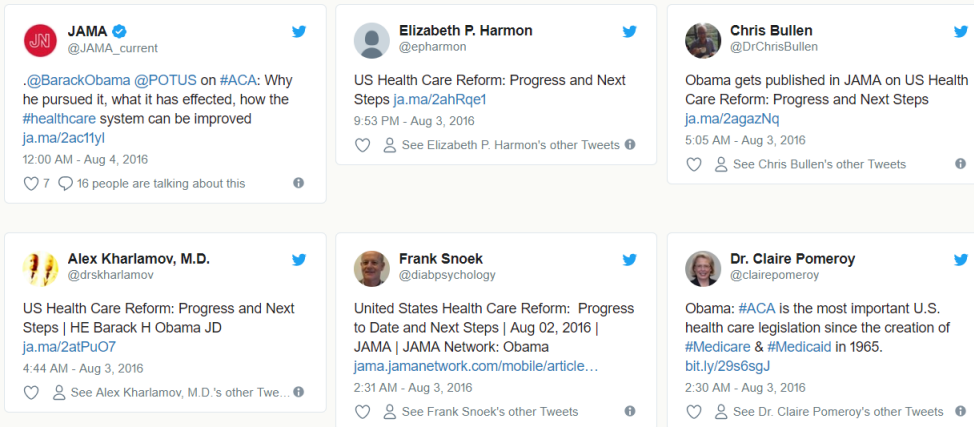 JN
JAMA
@JAMA_current
.@BarackObama @POTUS on #ACA: Why
he pursued it, what it has effected, how the
#healthcare system can be improved
ja.ma/2ac11yl
12:00 AM - Aug 4, 2016
7 16 people are talking about this
Elizabeth P. Harmon
@epharmon
US Health Care Reform: Progress and Next
Steps ja.ma/2ahRqe1
9:53 PM - Aug 3, 2016
See Elizabeth P. Harmon's other Tweets
Chris Bullen
@DrChrisBullen
Obama gets published in JAMA on US Health
Care Reform: Progress and Next Steps
ja.ma/2agazNq
5:05 AM - Aug 3, 2016
See Chris Bullen's other Tweets
Alex Kharlamov, M.D.
@drskharlamov
US Health Care Reform: Progress and Next
Steps | HE Barack H Obama JD
ja.ma/2atPuO7
4:44 AM - Aug 3, 2016
See Alex Kharlamov, M.D.'s other Twe...
Frank Snoek
@diabpsychology
United States Health Care Reform: Progress
to Date and Next Steps | Aug 02, 2016 |
JAMA | JAMA Network: Obama
jama.jamanetwork.com/mobile/article…
2:31 AM - Aug 3, 2016
See Frank Snoek's other Tweets
Dr. Claire Pomeroy
@clairepomeroy
Obama: #ACA is the most important U.S.
health care legislation since the creation of
#Medicare & #Medicaid in 1965.
bit.ly/29s6sgJ
2:30 AM - Aug 3, 2016
See Dr. Claire Pomeroy's other Tweets